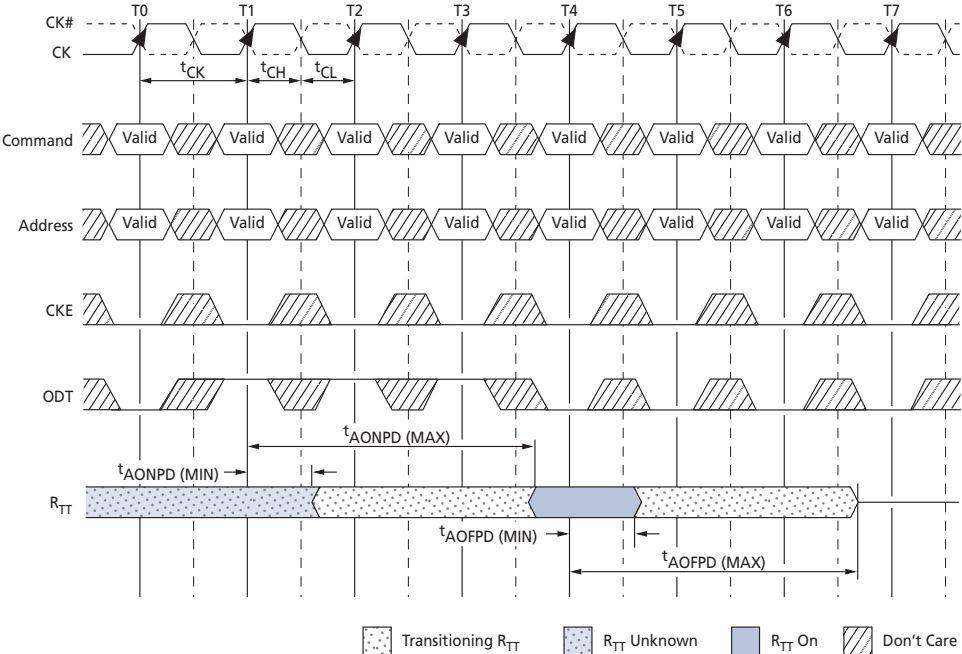 T0 T1 T2 T3 T4 T5 T6 T7
CK#
CK
tCK tCH tCL
Command Valid Valid Valid Valid Valid Valid Valid Valid
Address Valid Valid Valid Valid Valid Valid Valid Valid
CKE
ODT
tAONPD (MAX)
tAONPD (MIN)
RTT
tAOFPD (MIN)
tAOFPD (MAX)
Transitioning RTT RTT Unknown RTT On Don't Care